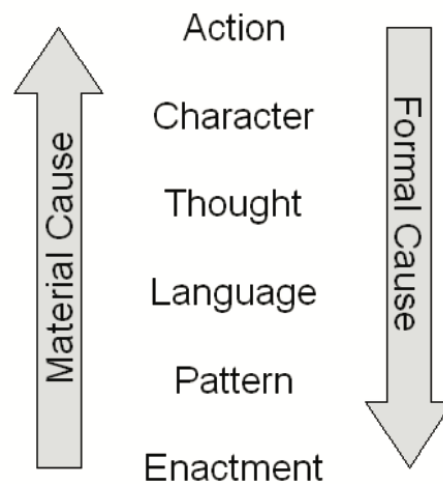 Action
Character
Thought
Language
Pattern
Enactment
Material Cause
Formal Cause